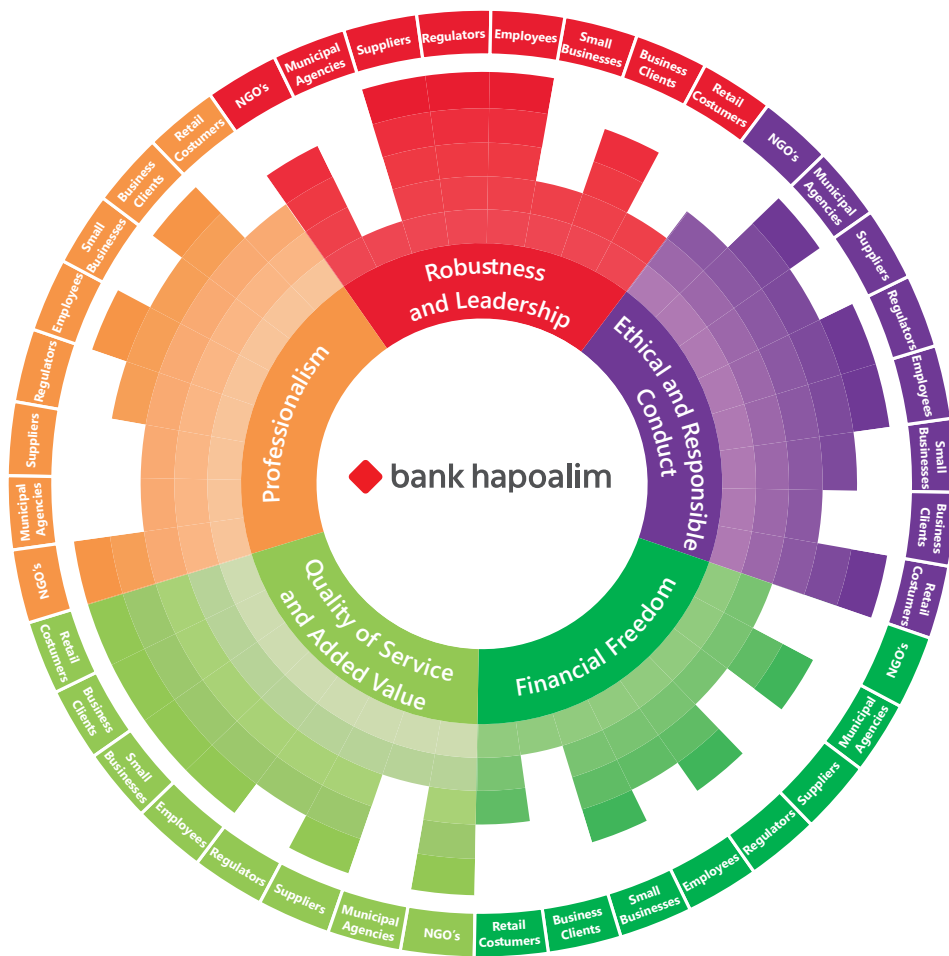 bank hapoalim
Robustness
and Leadership
NGO's
Municipal
Agencies
Suppliers
Regulators
Employees
Small
Businesses
Business
Clients
Retail
Costumers
Ethical and Responsible
Conduct
NGO's
Municipal
Agencies
Suppliers
Regulators
Employees
Small
Businesses
Business
Clients
Retail
Costumers
Financial Freedom
NGO's
Municipal
Agencies
Suppliers
Regulators
Employees
Small
Businesses
Business
Clients
Retail
Costumers
Quality of Service
and Added Value
NGO's
Municipal
Agencies
Suppliers
Regulators
Employees
Small
Businesses
Business
Clients
Retail
Costumers
Professionalism
NGO's
Municipal
Agencies
Suppliers
Regulators
Employees
Small
Businesses
Business
Clients
Retail
Costumers